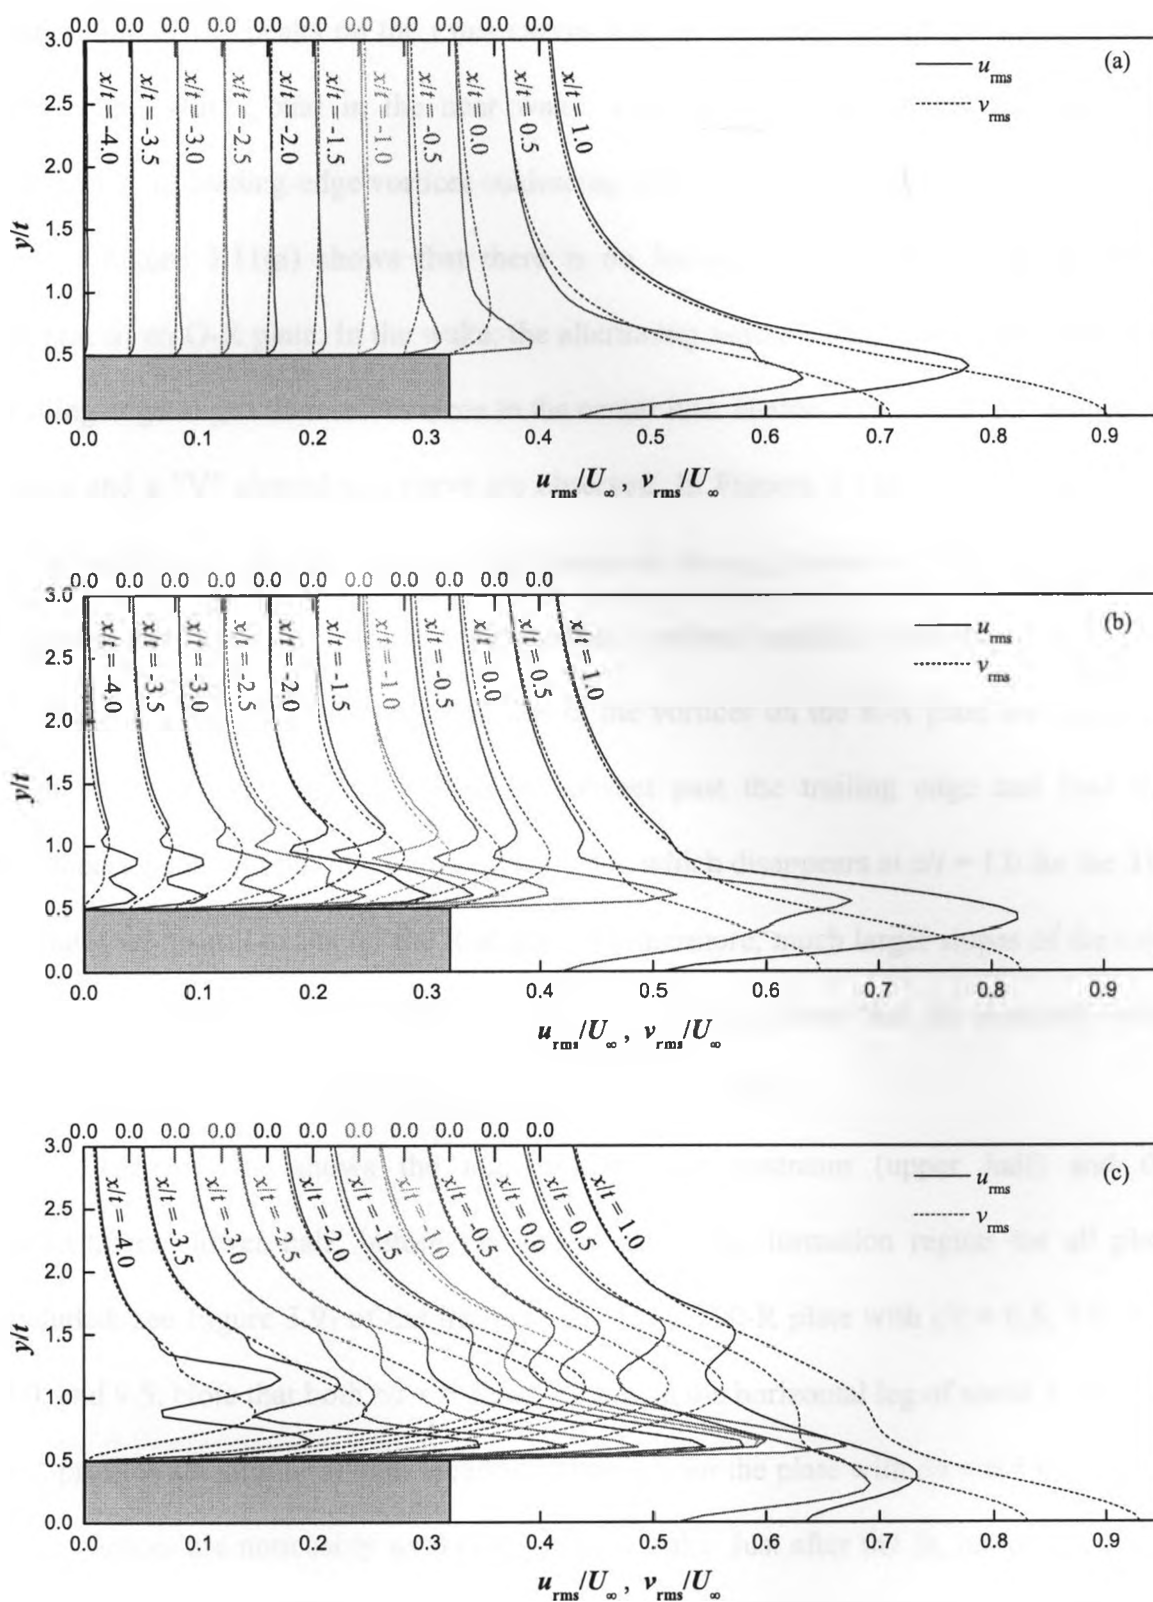 0.0 0.0 0.0 0.0 0.0 0.0 0.0 0.0 0.0 0.0 0.0
3.0
2.5
2.0
1.5
1.0
0.5
0.0
y/t
x/t = -4.0
x/t = -3.5
x/t = -3.0
x/t = -2.5
x/t = -2.0
x/t = -1.5
x/t = -1.0
x/t = -0.5
x/t = 0.0
x/t = 0.5
x/t = 1.0
u_rms
v_rms
(a)
0.0 0.1 0.2 0.3 0.4 0.5 0.6 0.7 0.8 0.9
u_rms/U_∞ , v_rms/U_∞
0.0 0.0 0.0 0.0 0.0 0.0 0.0 0.0 0.0 0.0 0.0
3.0
2.5
2.0
1.5
1.0
0.5
0.0
y/t
x/t = -4.0
x/t = -3.5
x/t = -3.0
x/t = -2.5
x/t = -2.0
x/t = -1.5
x/t = -1.0
x/t = -0.5
x/t = 0.0
x/t = 0.5
x/t = 1.0
u_rms
v_rms
(b)
0.0 0.1 0.2 0.3 0.4 0.5 0.6 0.7 0.8 0.9
u_rms/U_∞ , v_rms/U_∞
0.0 0.0 0.0 0.0 0.0 0.0 0.0 0.0 0.0 0.0 0.0
3.0
2.5
2.0
1.5
1.0
0.5
0.0
y/t
x/t = -4.0
x/t = -3.5
x/t = -3.0
x/t = -2.5
x/t = -2.0
x/t = -1.5
x/t = -1.0
x/t = -0.5
x/t = 0.0
x/t = 0.5
x/t = 1.0
u_rms
v_rms
(c)
0.0 0.1 0.2 0.3 0.4 0.5 0.6 0.7 0.8 0.9
u_rms/U_∞ , v_rms/U_∞